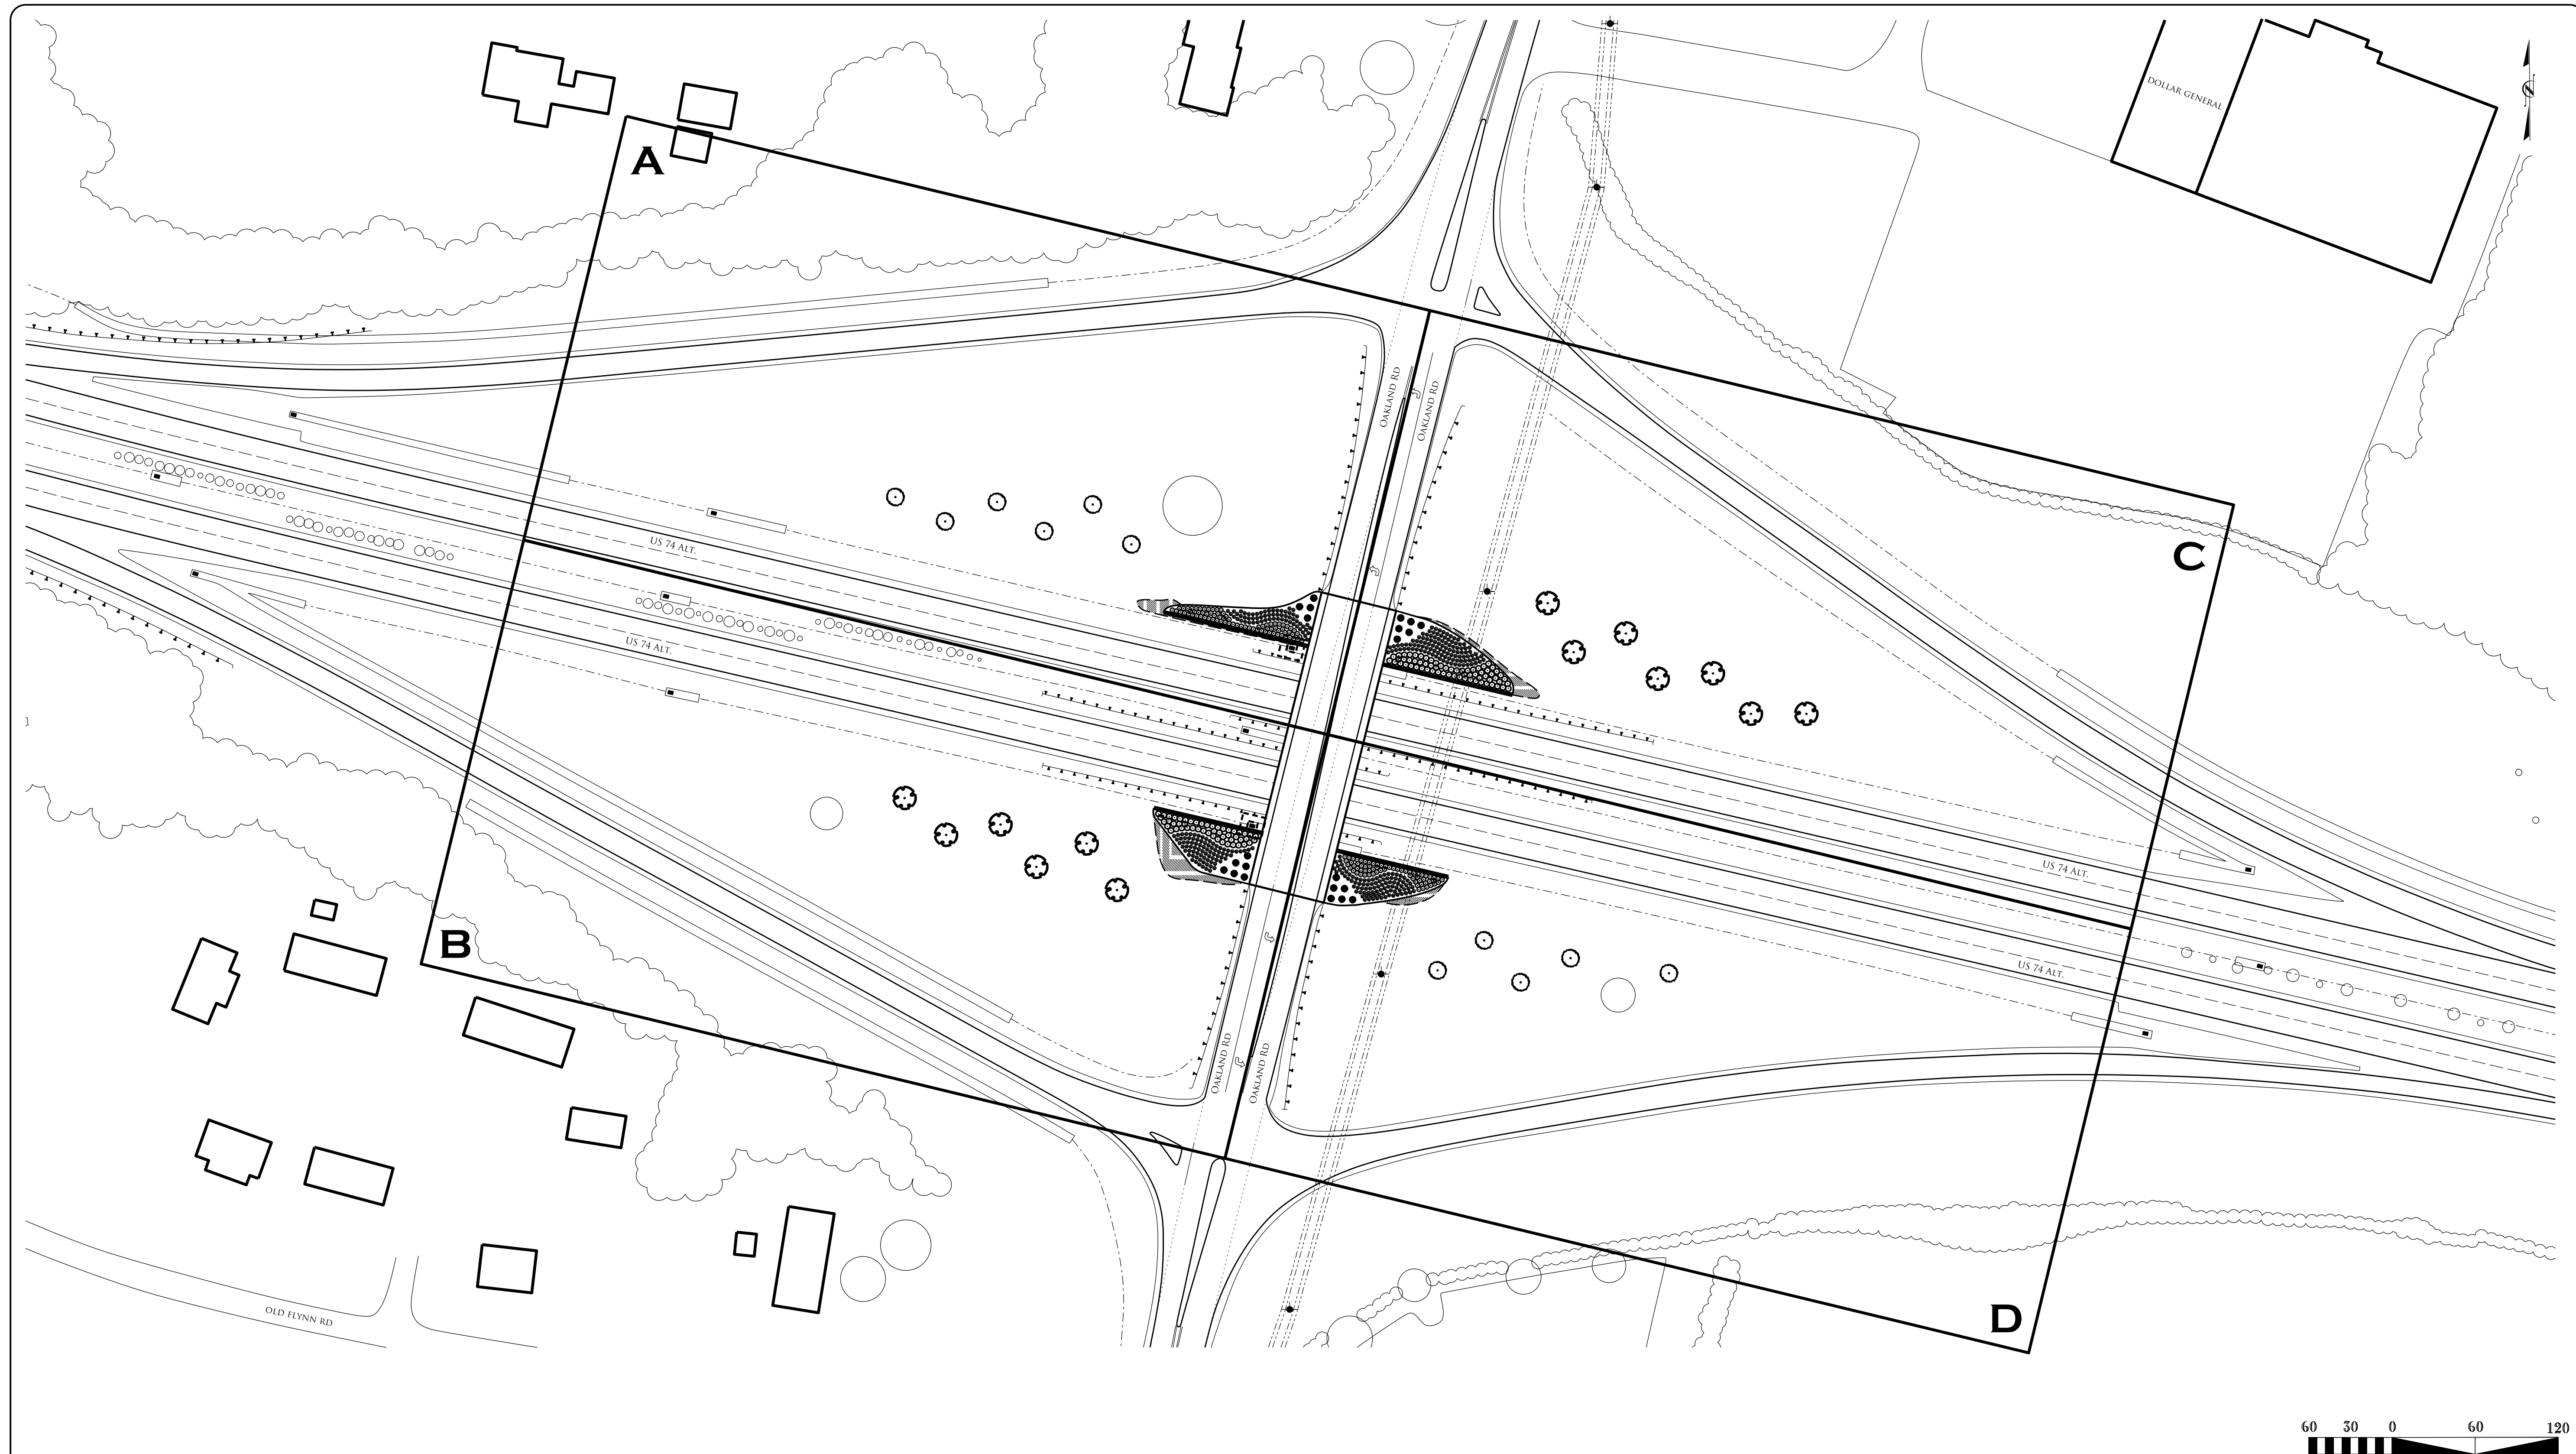 DOLLAR GENERAL
A
OAKLAND RD
OAKLAND RD
US 74 ALT.
C
US 74 ALT.
US 74 ALT.
B
US 74 ALT.
OAKLAND RD
OAKLAND RD
D
OLD FLYNN RD
60 30 0 60 120